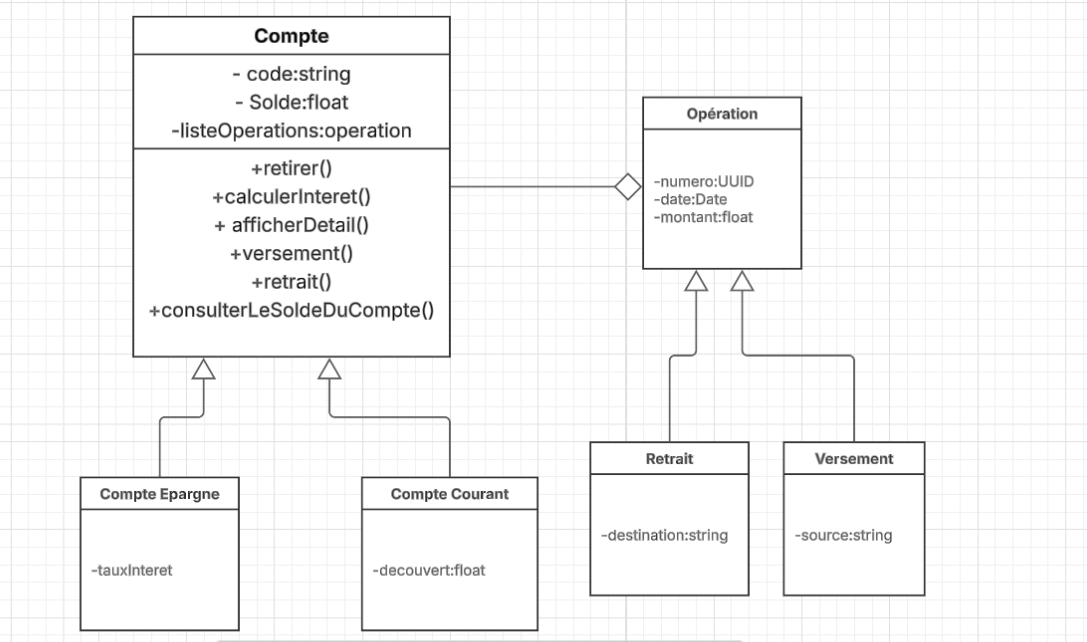 Compte
- code:string
- Solde:float
-listeOperations:operation
+retirer()
+calculerInteret()
+ afficherDetail()
+versement()
+retrait()
+consulterLeSoldeDuCompte()
Opération
-numero:UUID
-date:Date
-montant:float
Compte Epargne
-tauxInteret
Compte Courant
-decouvert:float
Retrait
-destination:string
Versement
-source:string